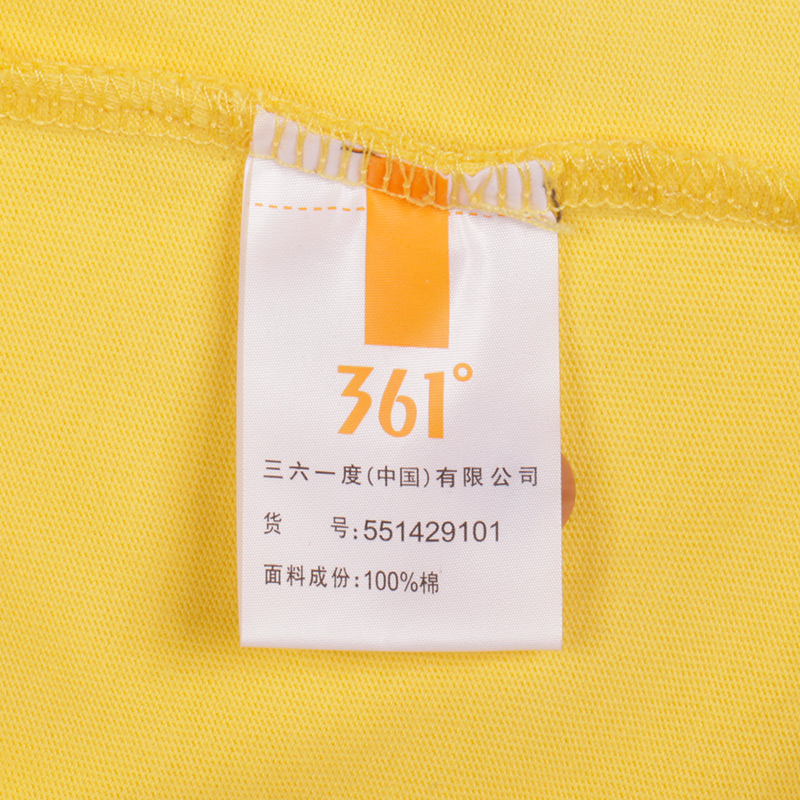 361°
三六一度(中国)有限公司
货 号:551429101
面料成份:100%棉